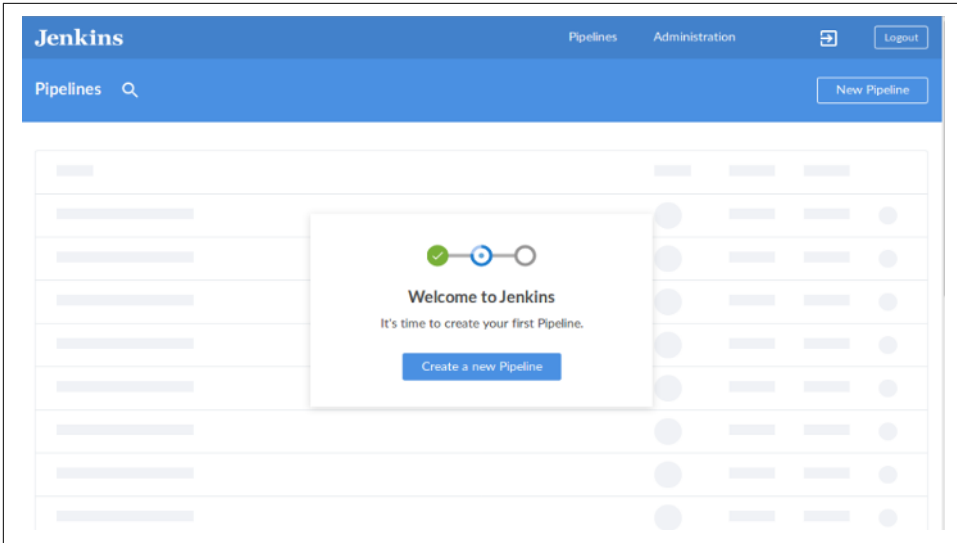 Jenkins
Pipelines
Administration
Logout
Pipelines
New Pipeline
Welcome to Jenkins
It's time to create your first Pipeline.
Create a new Pipeline